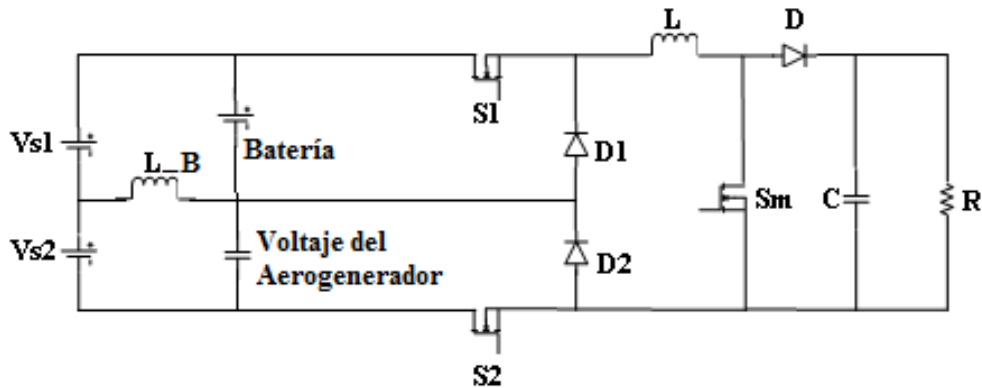 L
D
S1
Vs1
L_B
Batería
D1
Sm
C
R
Vs2
Voltaje del
Aerogenerador
D2
S2